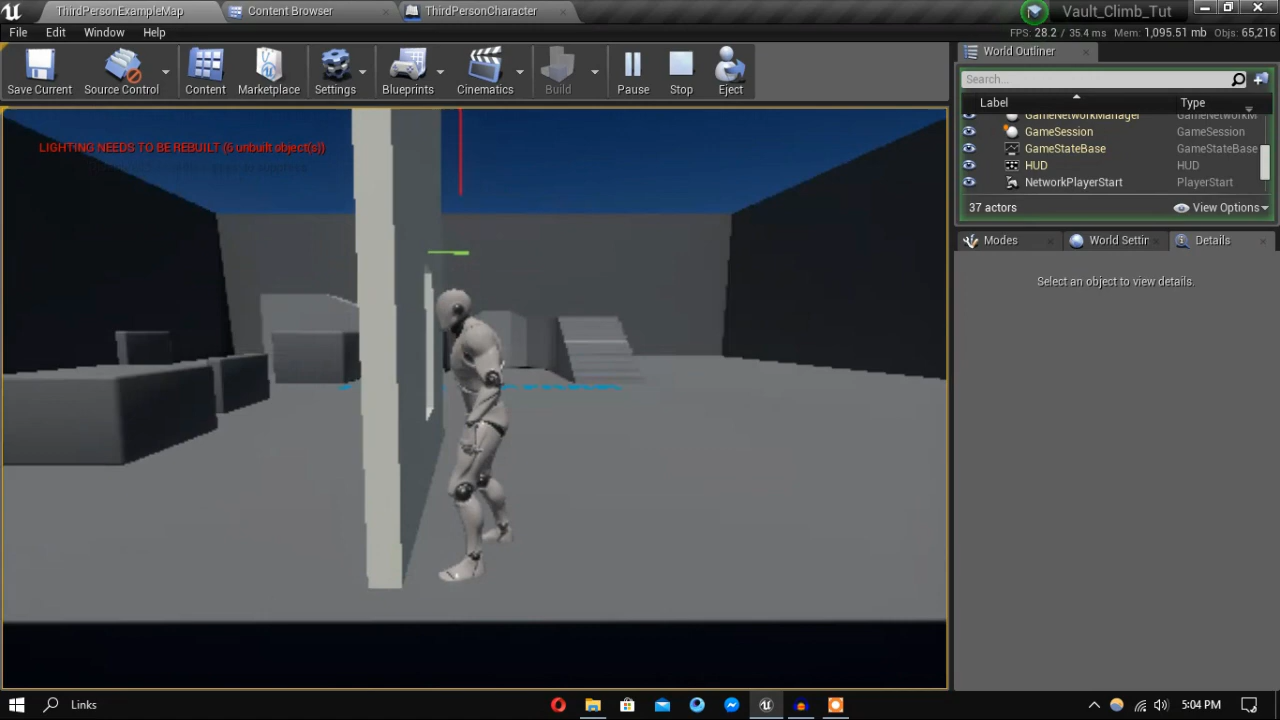 ThirdPersonExampleMap
Content Browser
ThirdPersonCharacter
Vault_Climb_Tut
File
Edit
Window
Help
FPS: 28.2 / 35.4 ms Mem: 1,095.51 mb Objs: 65,216
Save Current
Source Control
Content
Marketplace
Settings
Blueprints
Cinematics
Build
Pause
Stop
Eject
World Outliner
Search...
Label
Type
GameNetworkManager
GameNetworkM
GameSession
GameSession
GameStateBase
GameStateBase
HUD
HUD
NetworkPlayerStart
PlayerStart
37 actors
View Options
Modes
World Settin
Details
Select an object to view details.
LIGHTING NEEDS TO BE REBUILT (6 unbuilt object(s))
Links
5:04 PM